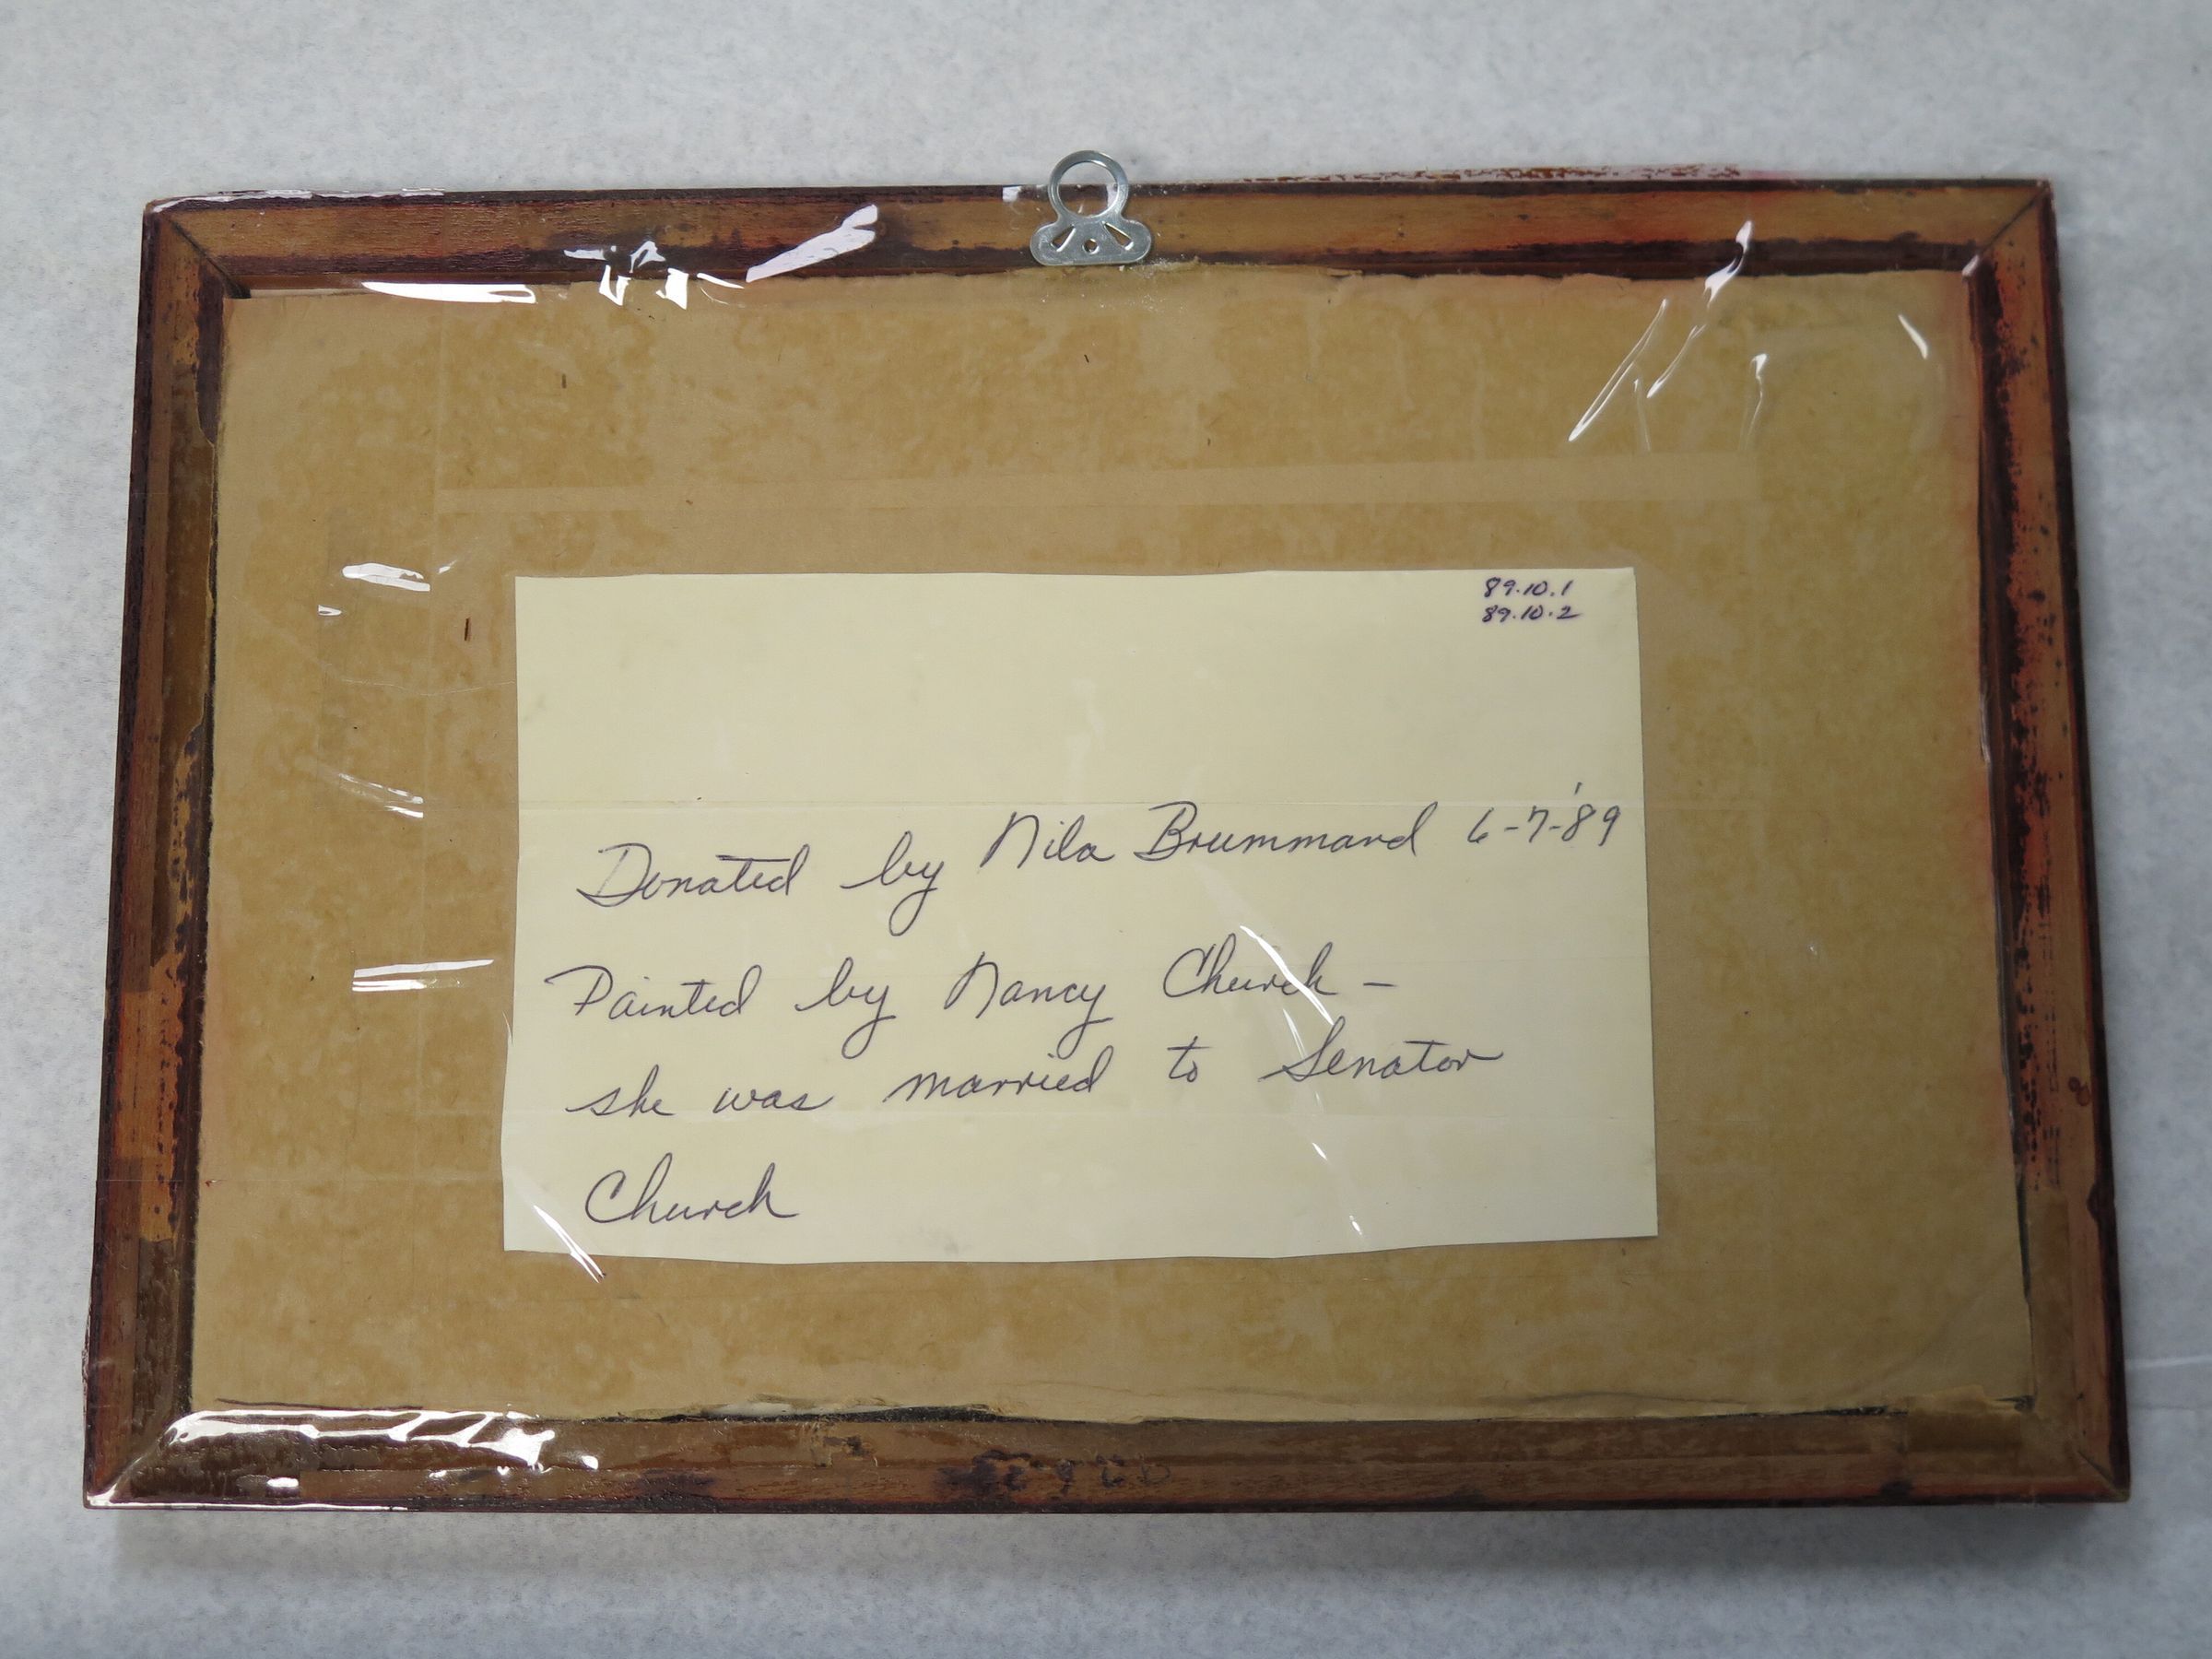 89.10.1
89.10.2
Donated by Nila Brummard 6-7-'89
Painted by Nancy Church -
she was married to Senator
Church